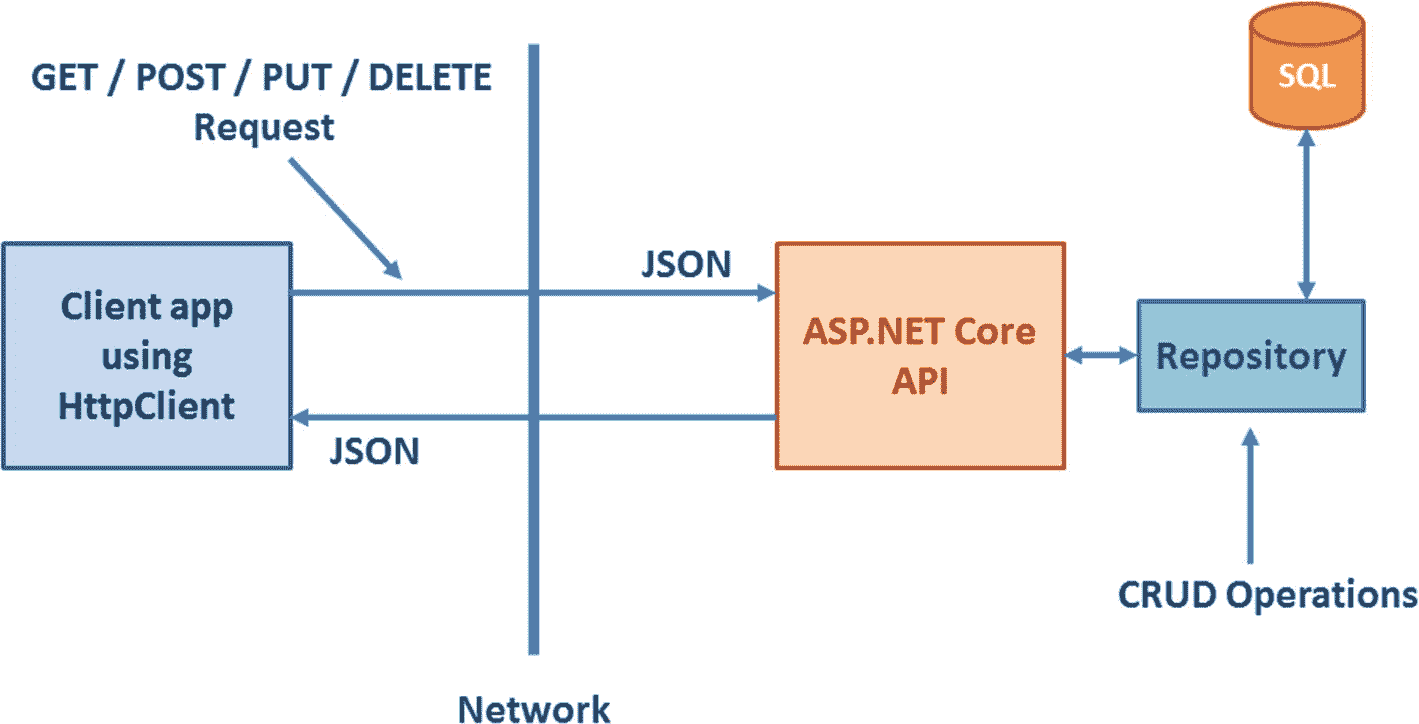 GET / POST / PUT / DELETE
Request
SQL
JSON
Client app
using
HttpClient
ASP.NET Core
API
Repository
JSON
CRUD Operations
Network